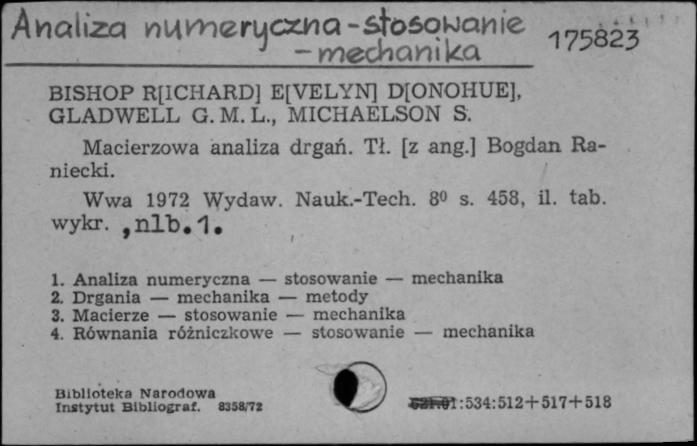 Analiza numeryczna - stosowanie
- mechanika
175823
BISHOP R[ICHARD] E[VELYN] D[ONOHUE],
GLADWELL G. M. L., MICHAELSON S.
Macierzowa analiza drgań. Tł. [z ang.] Bogdan Ra-
niecki.
Wwa 1972 Wydaw. Nauk.-Tech. 8⁰ s. 458, il. tab.
wykr. , nlb. 1.
1. Analiza numeryczna — stosowanie — mechanika
2. Drgania — mechanika — metody
3. Macierze — stosowanie — mechanika
4. Równania różniczkowe — stosowanie — mechanika
Biblioteka Narodowa
Instytut Bibliograf. 8358/72
:534:512+517+518